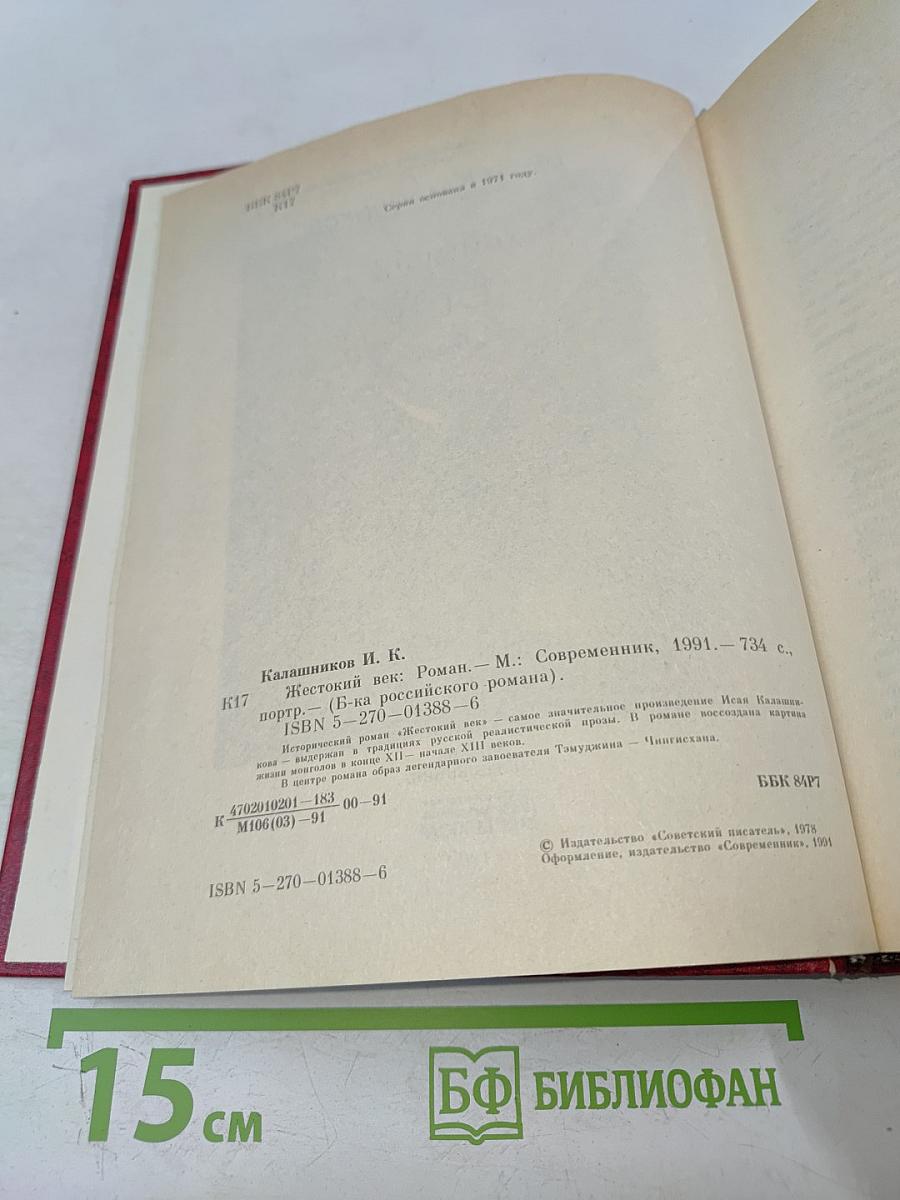 ББК 84Р7
К17
Серия основана в 1971 году.
Калашников И. К.
К17
Жестокий век: Роман.— М.: Современник, 1991.— 734 с.,
портр.— (Б-ка российского романа).
ISBN 5—270—01388—6
Исторический роман «Жестокий век» — самое значительное произведение Исая Калашни-
кова — выдержан в традициях русской реалистической прозы. В романе воссоздана картина
жизни монголов в конце XII — начале XIII веков.
В центре романа образ легендарного завоевателя Тэмуджина — Чингисхана.
К 4702010201—183 00—91
М106(03)—91
ББК 84Р7
© Издательство «Советский писатель», 1978
Оформление, издательство «Современник», 1991
ISBN 5—270—01388—6
15 см
БФ БИБЛИОФАН